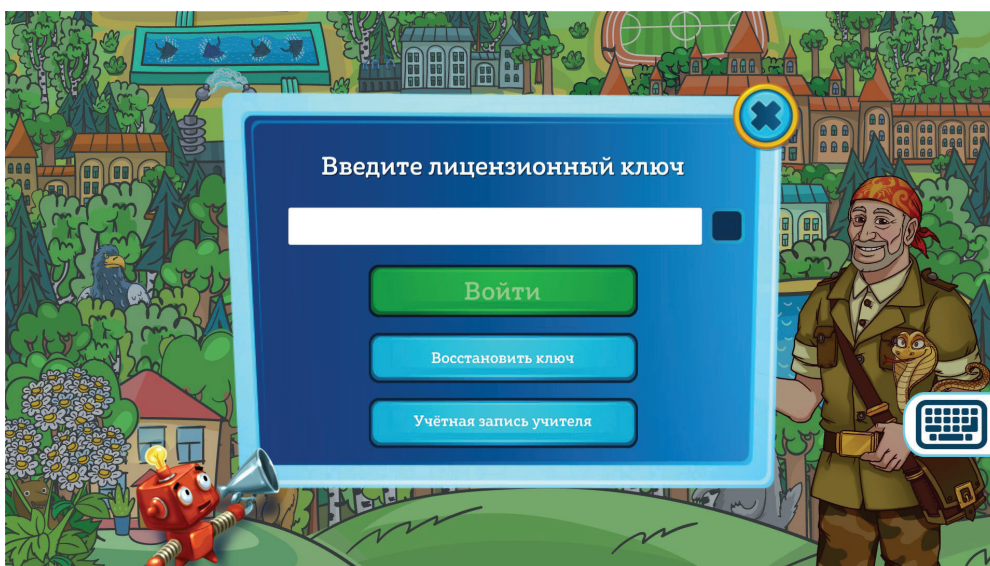 Введите лицензионный ключ
Войти
Восстановить ключ
Учётная запись учителя